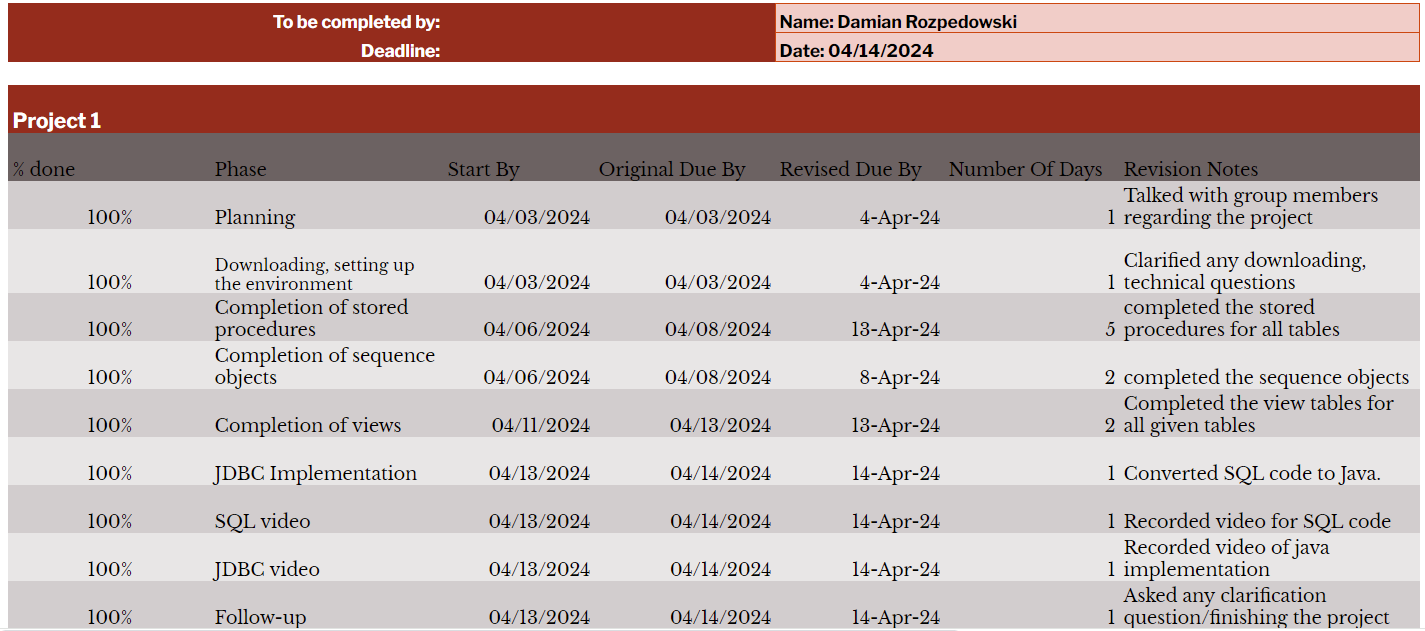 To be completed by: Name: Damian Rozpedowski
Deadline: Date: 04/14/2024
Project 1
% done Phase Start By Original Due By Revised Due By Number Of Days Revision Notes
Talked with group members
100% Planning 04/03/2024 04/03/2024 4-Apr-24 1 regarding the project
Downloading, setting up Clarified any downloading,
100% the environment 04/03/2024 04/03/2024 4-Apr-24 1 technical questions
Completion of stored completed the stored
100% procedures 04/06/2024 04/08/2024 13-Apr-24 5 procedures for all tables
Completion of sequence
100% objects 04/06/2024 04/08/2024 8-Apr-24 2 completed the sequence objects
Completed the view tables for
100% Completion of views 04/11/2024 04/13/2024 13-Apr-24 2 all given tables
100% JDBC Implementation 04/13/2024 04/14/2024 14-Apr-24 1 Converted SQL code to Java.
100% SQL video 04/13/2024 04/14/2024 14-Apr-24 1 Recorded video for SQL code
Recorded video of java
100% JDBC video 04/13/2024 04/14/2024 14-Apr-24 1 implementation
Asked any clarification
100% Follow-up 04/13/2024 04/14/2024 14-Apr-24 1 question/finishing the project